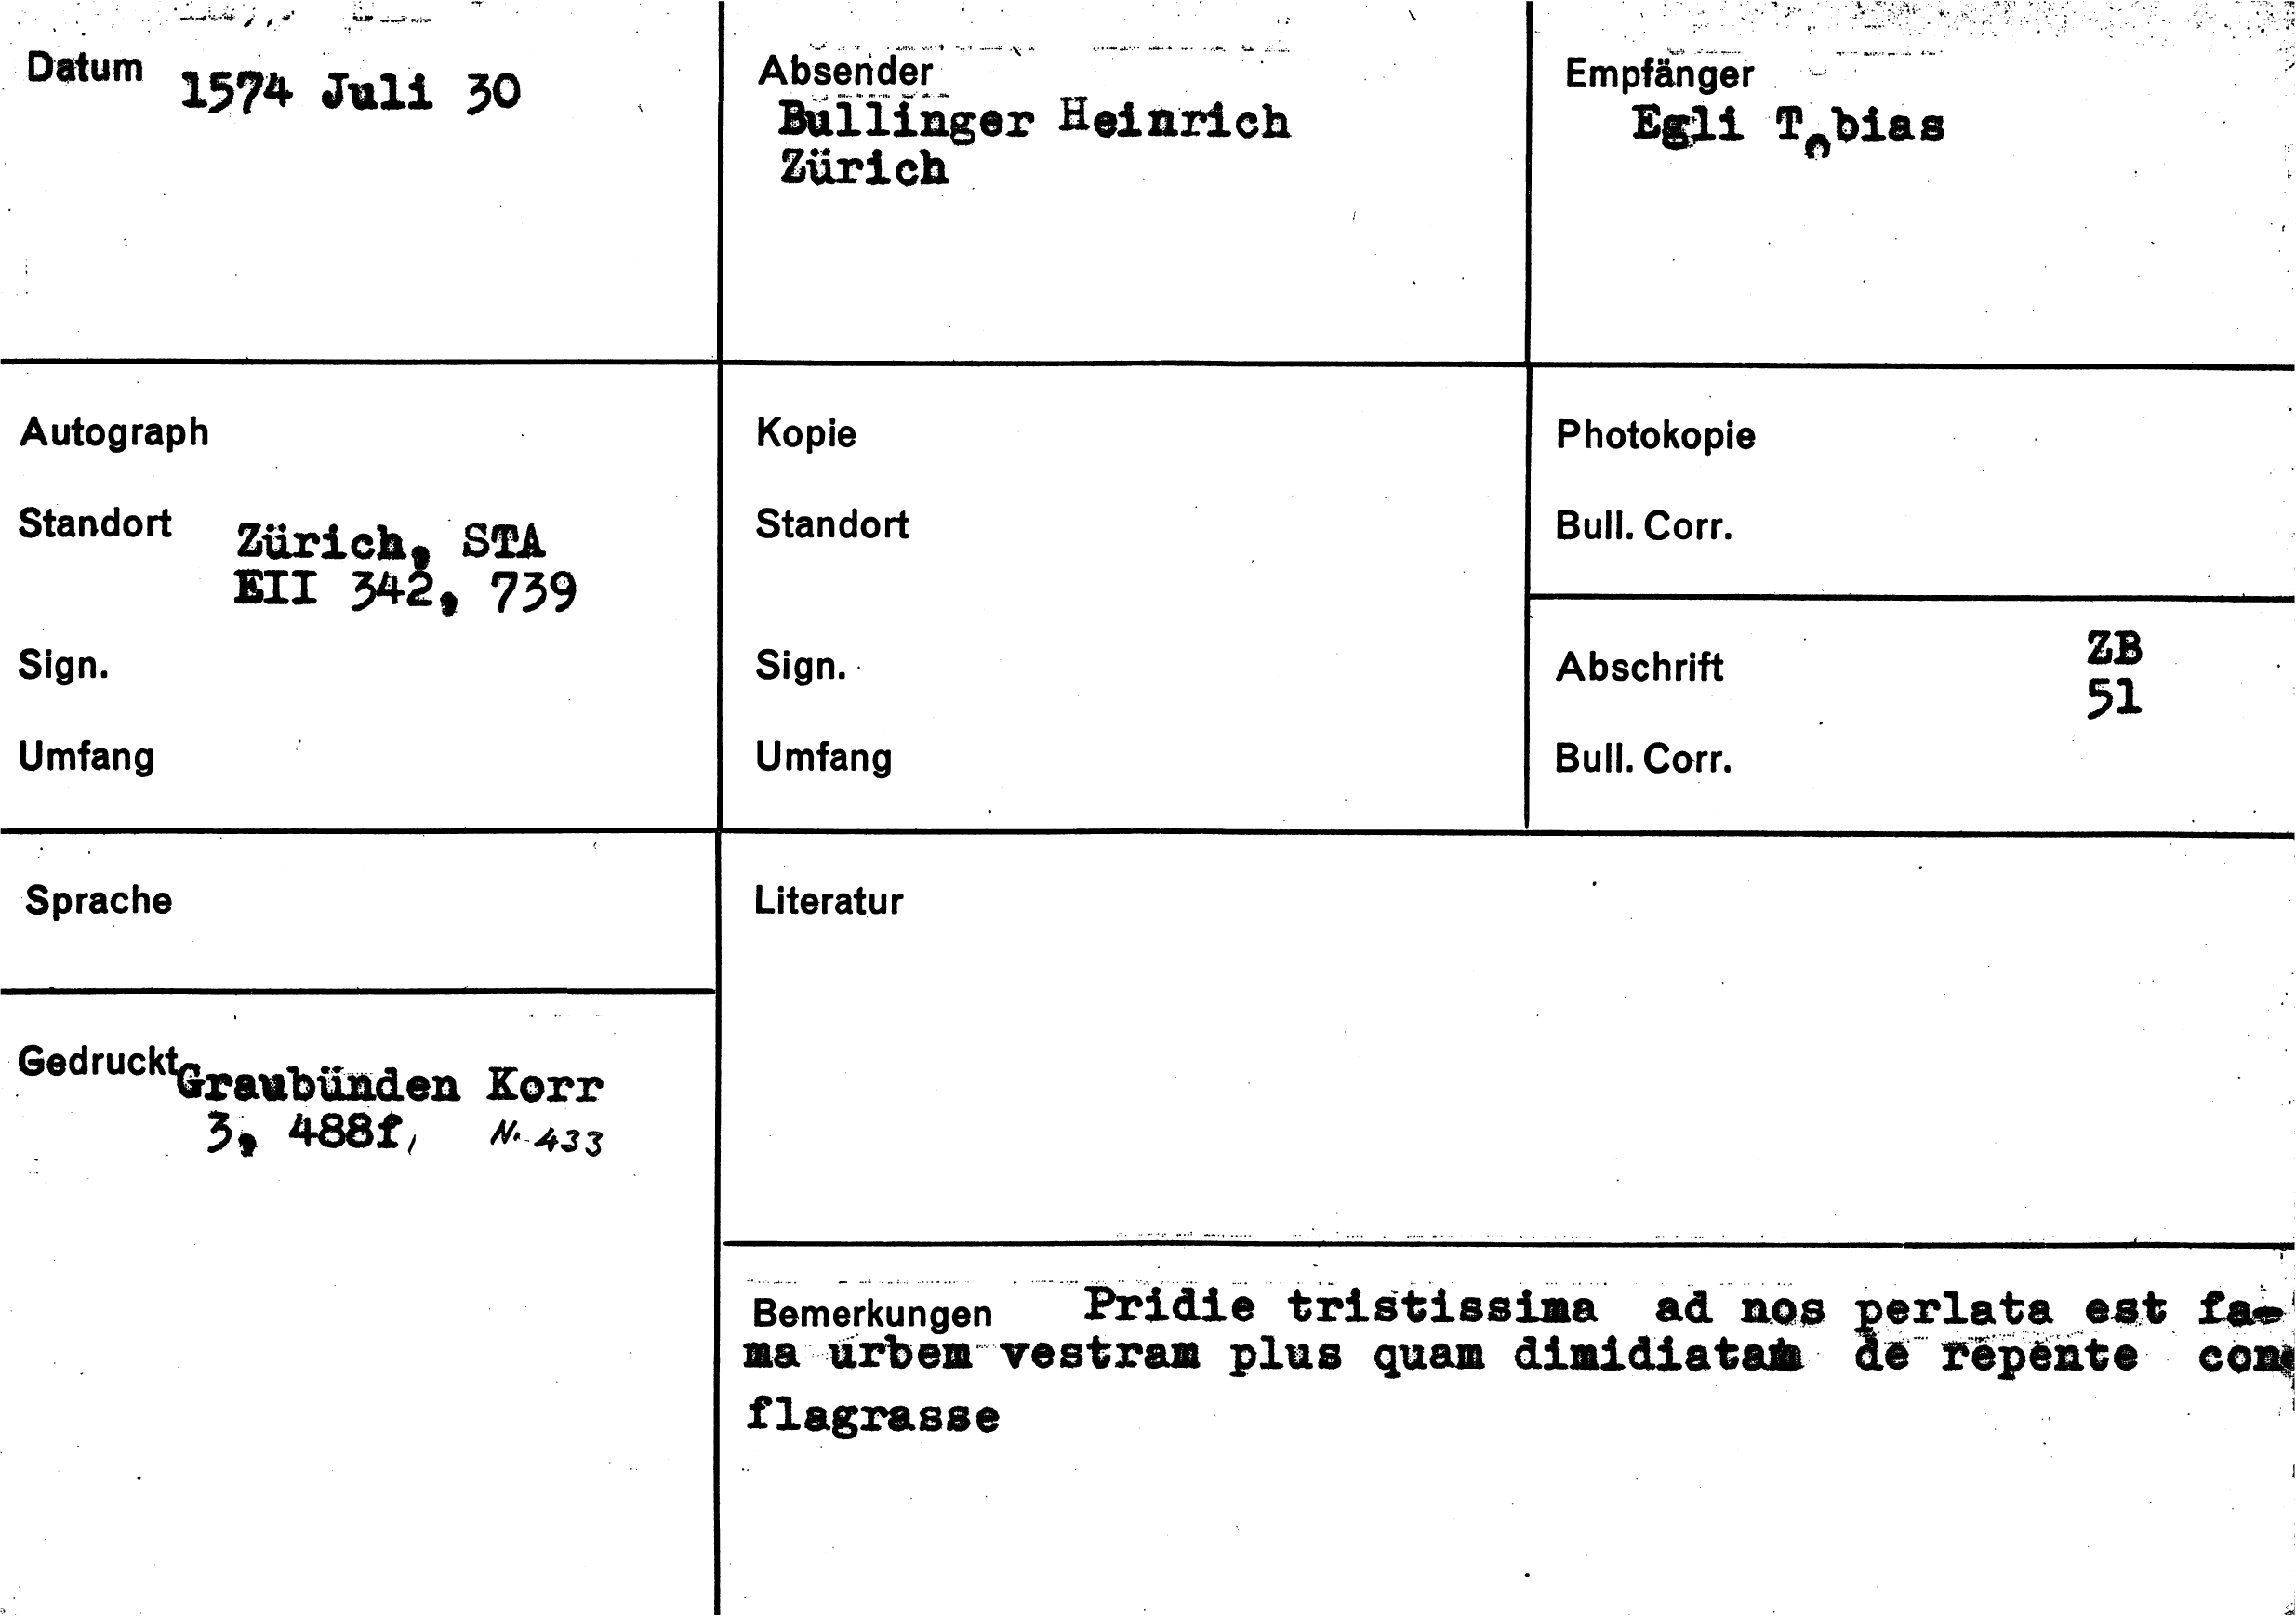 Datum 1574 Juli 30
Absender
Bullinger Heinrich
Zürich
Empfänger
Egli Tobias
Autograph
Standort Zürich, STA
EII 342, 739
Sign.
Umfang
Kopie
Standort
Sign.
Umfang
Photokopie
Bull. Corr.
Abschrift ZB
51
Bull. Corr.
Sprache
Literatur
Gedruckt Graubünden Korr
3, 488f, N. 433
Bemerkungen Pridie tristissima ad nos perlata est fa-
ma urbem vestram plus quam dimidiatam de repente con-
flagrasse